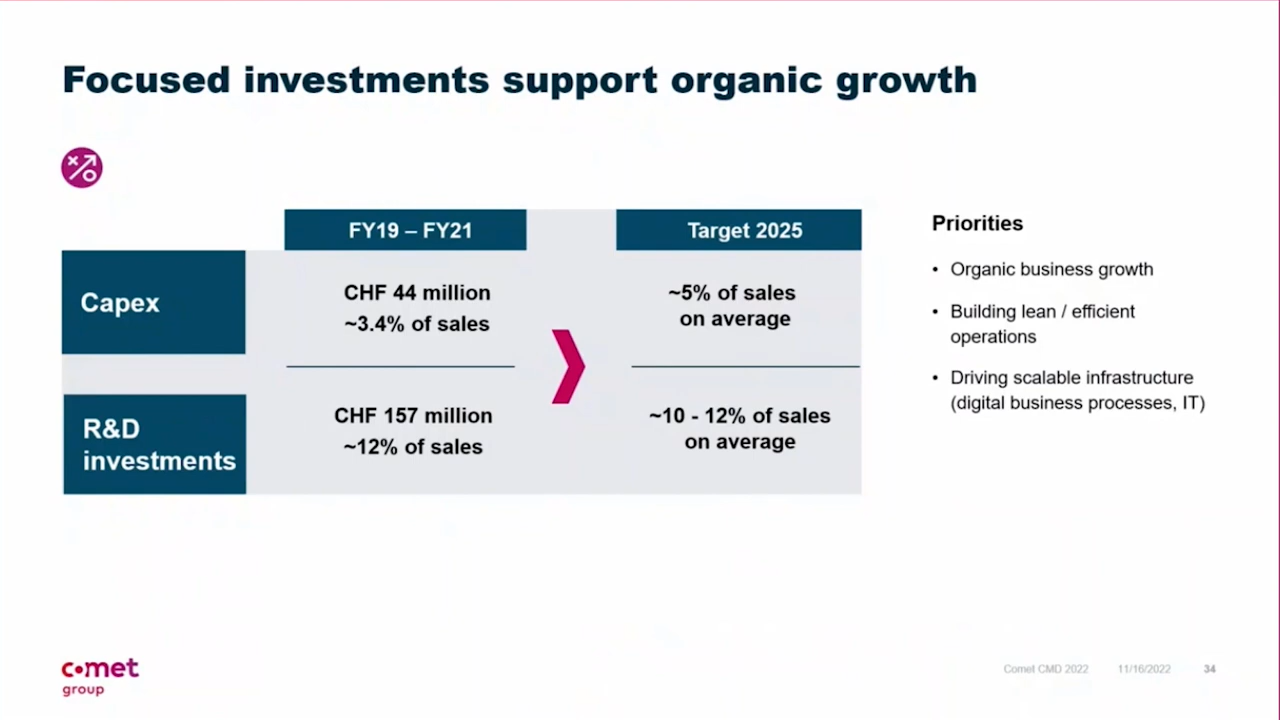 Focused investments support organic growth
FY19 – FY21
Target 2025
Capex
CHF 44 million
~3.4% of sales
~5% of sales
on average
R&D
investments
CHF 157 million
~12% of sales
~10 - 12% of sales
on average
Priorities
• Organic business growth
• Building lean / efficient
operations
• Driving scalable infrastructure
(digital business processes, IT)
comet
group
Comet CMD 2022 11/16/2022 34